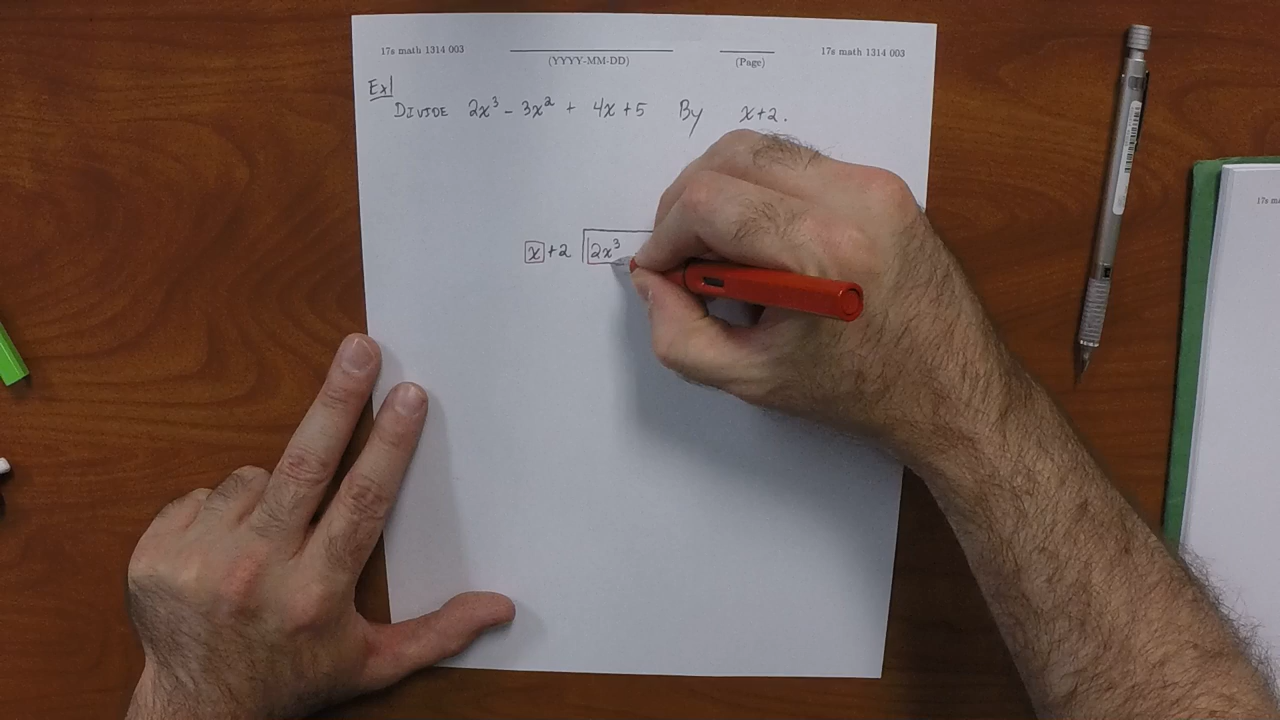 17s math 1314 003 (YYYY-MM-DD) (Page) 17s math 1314 003
Ex1
DIVIDE 2x³ - 3x² + 4x+5 By x+2.
x +2 2x³
17s